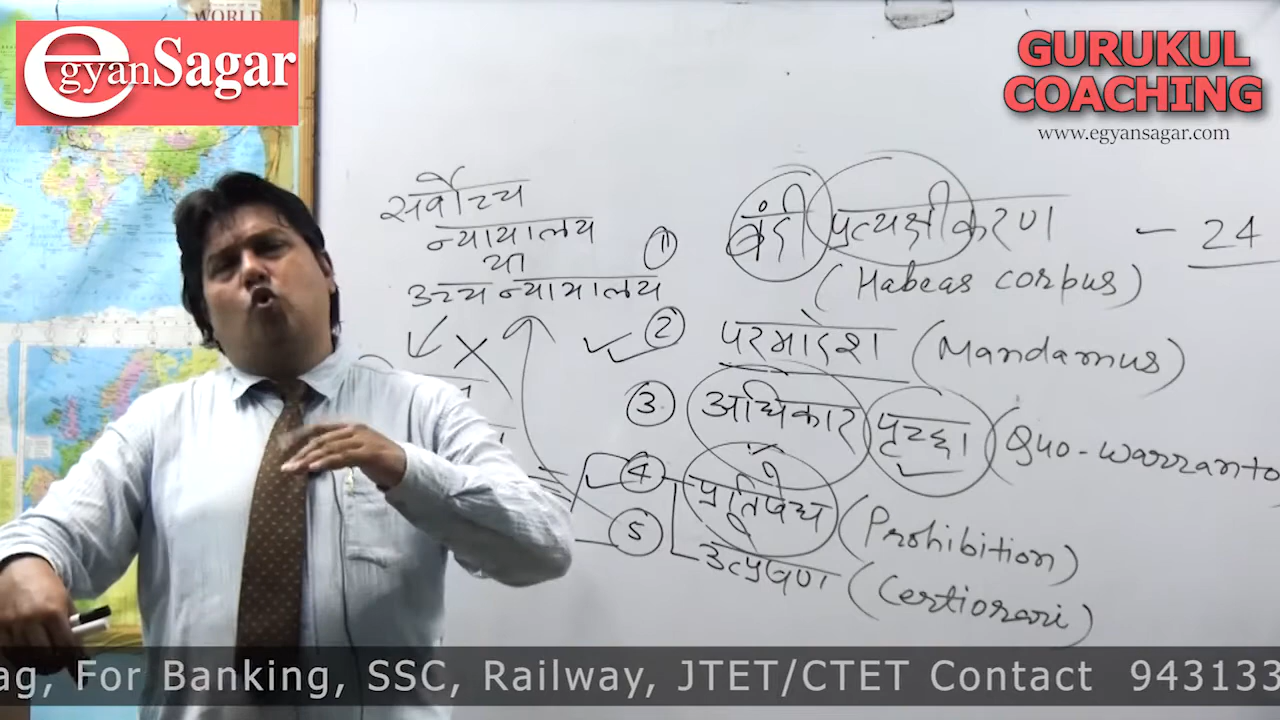 WORLD
egyanSagar
GURUKUL
COACHING
www.egyansagar.com
सर्वोच्च
न्यायालय
या
उच्च न्यायालय
① बंदी प्रत्यक्षीकरण - 24
(Habeas corpus)
② परमादेश (Mandamus)
③ अधिकार पृच्छा (Quo-warranto
④ प्रतिषेध (Prohibition)
⑤ उत्प्रेषण (Certiorari)
ag, For Banking, SSC, Railway, JTET/CTET Contact 943133